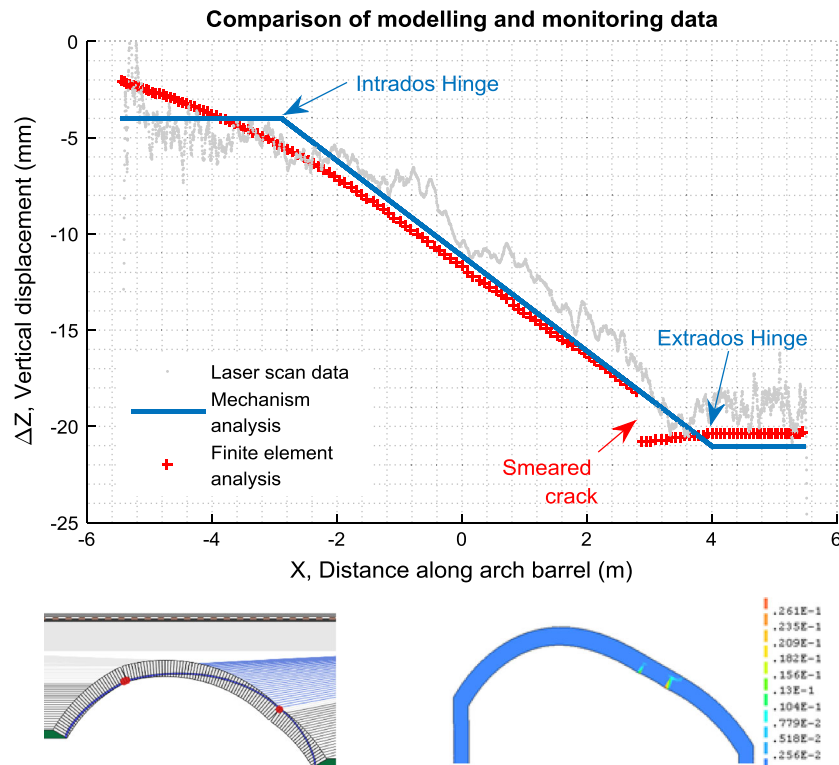 Comparison of modelling and monitoring data
0
-5
-10
-15
-20
-25
ΔZ, Vertical displacement (mm)
Intrados Hinge
Extrados Hinge
Laser scan data
Mechanism
analysis
Finite element
analysis
Smeared
crack
-6
-4
-2
0
2
4
6
X, Distance along arch barrel (m)
.261E-1
.235E-1
.209E-1
.182E-1
.156E-1
.13E-1
.104E-1
.779E-2
.518E-2
.256E-2